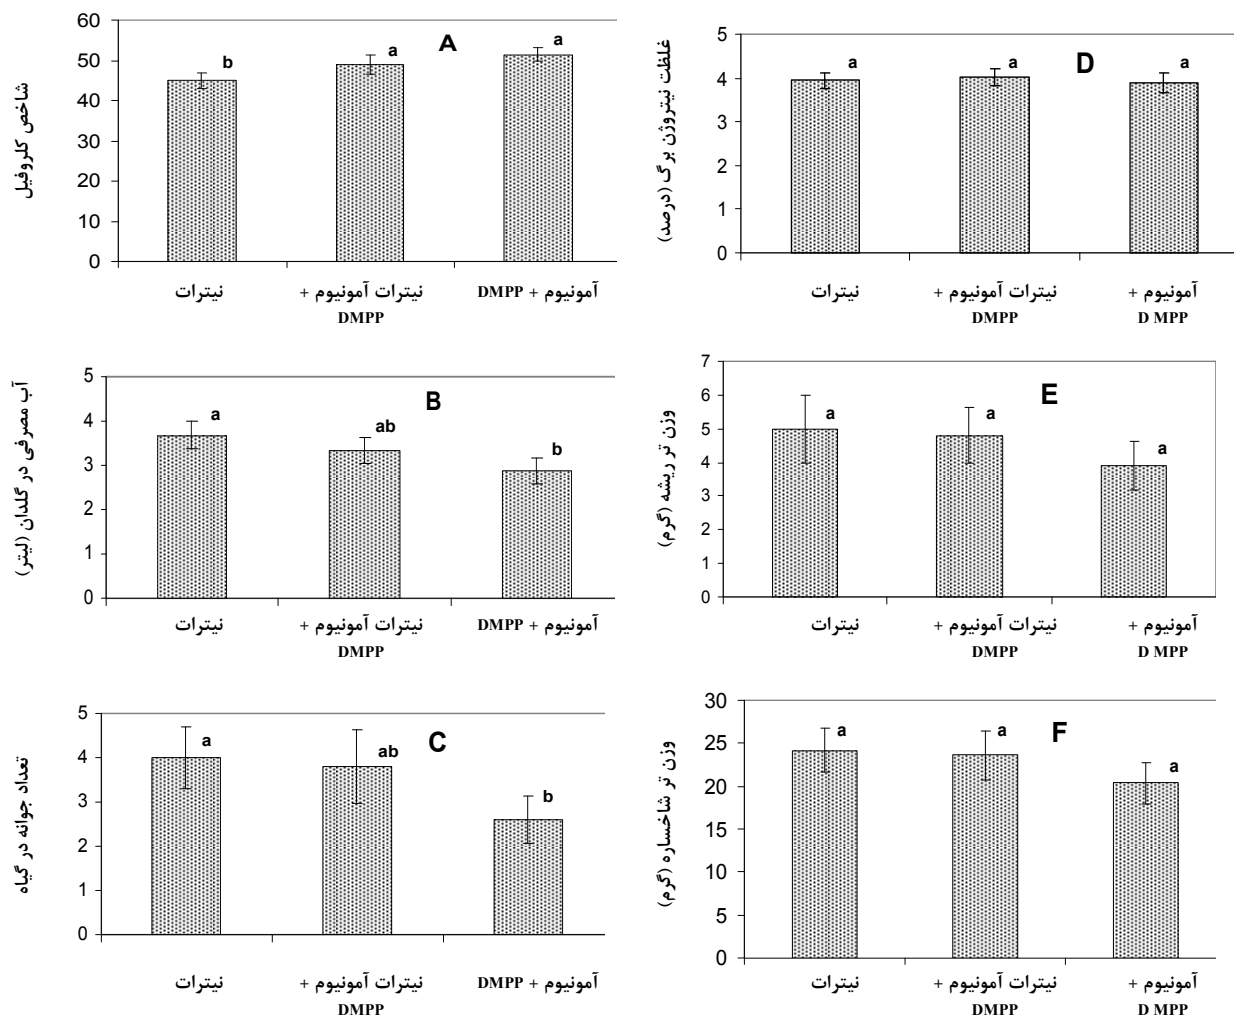 شاخص کلروفیل
60
50
40
30
20
10
0
b
a
a
A
نیترات
نیترات آمونیوم +
DMPP
آمونیوم + DMPP
غلظت نیتروژن برگ (درصد)
5
4
3
2
1
0
a
a
a
D
نیترات
نیترات آمونیوم +
DMPP
آمونیوم +
D MPP
آب مصرفی در گلدان (لیتر)
5
4
3
2
1
0
a
ab
b
B
نیترات
نیترات آمونیوم +
DMPP
آمونیوم + DMPP
وزن تر ریشه (گرم)
7
6
5
4
3
2
1
0
a
a
a
E
نیترات
نیترات آمونیوم +
DMPP
آمونیوم +
D MPP
تعداد جوانه در گیاه
5
4
3
2
1
0
a
ab
b
C
نیترات
نیترات آمونیوم +
DMPP
آمونیوم + DMPP
وزن تر شاخساره (گرم)
30
25
20
15
10
5
0
a
a
a
F
نیترات
نیترات آمونیوم +
DMPP
آمونیوم +
D MPP